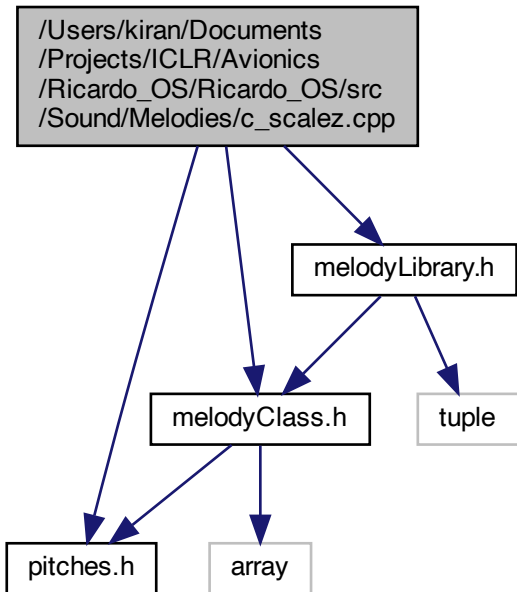 /Users/kiran/Documents
/Projects/ICLR/Avionics
/Ricardo_OS/Ricardo_OS/src
/Sound/Melodies/c_scalez.cpp
melodyLibrary.h
melodyClass.h
tuple
pitches.h
array